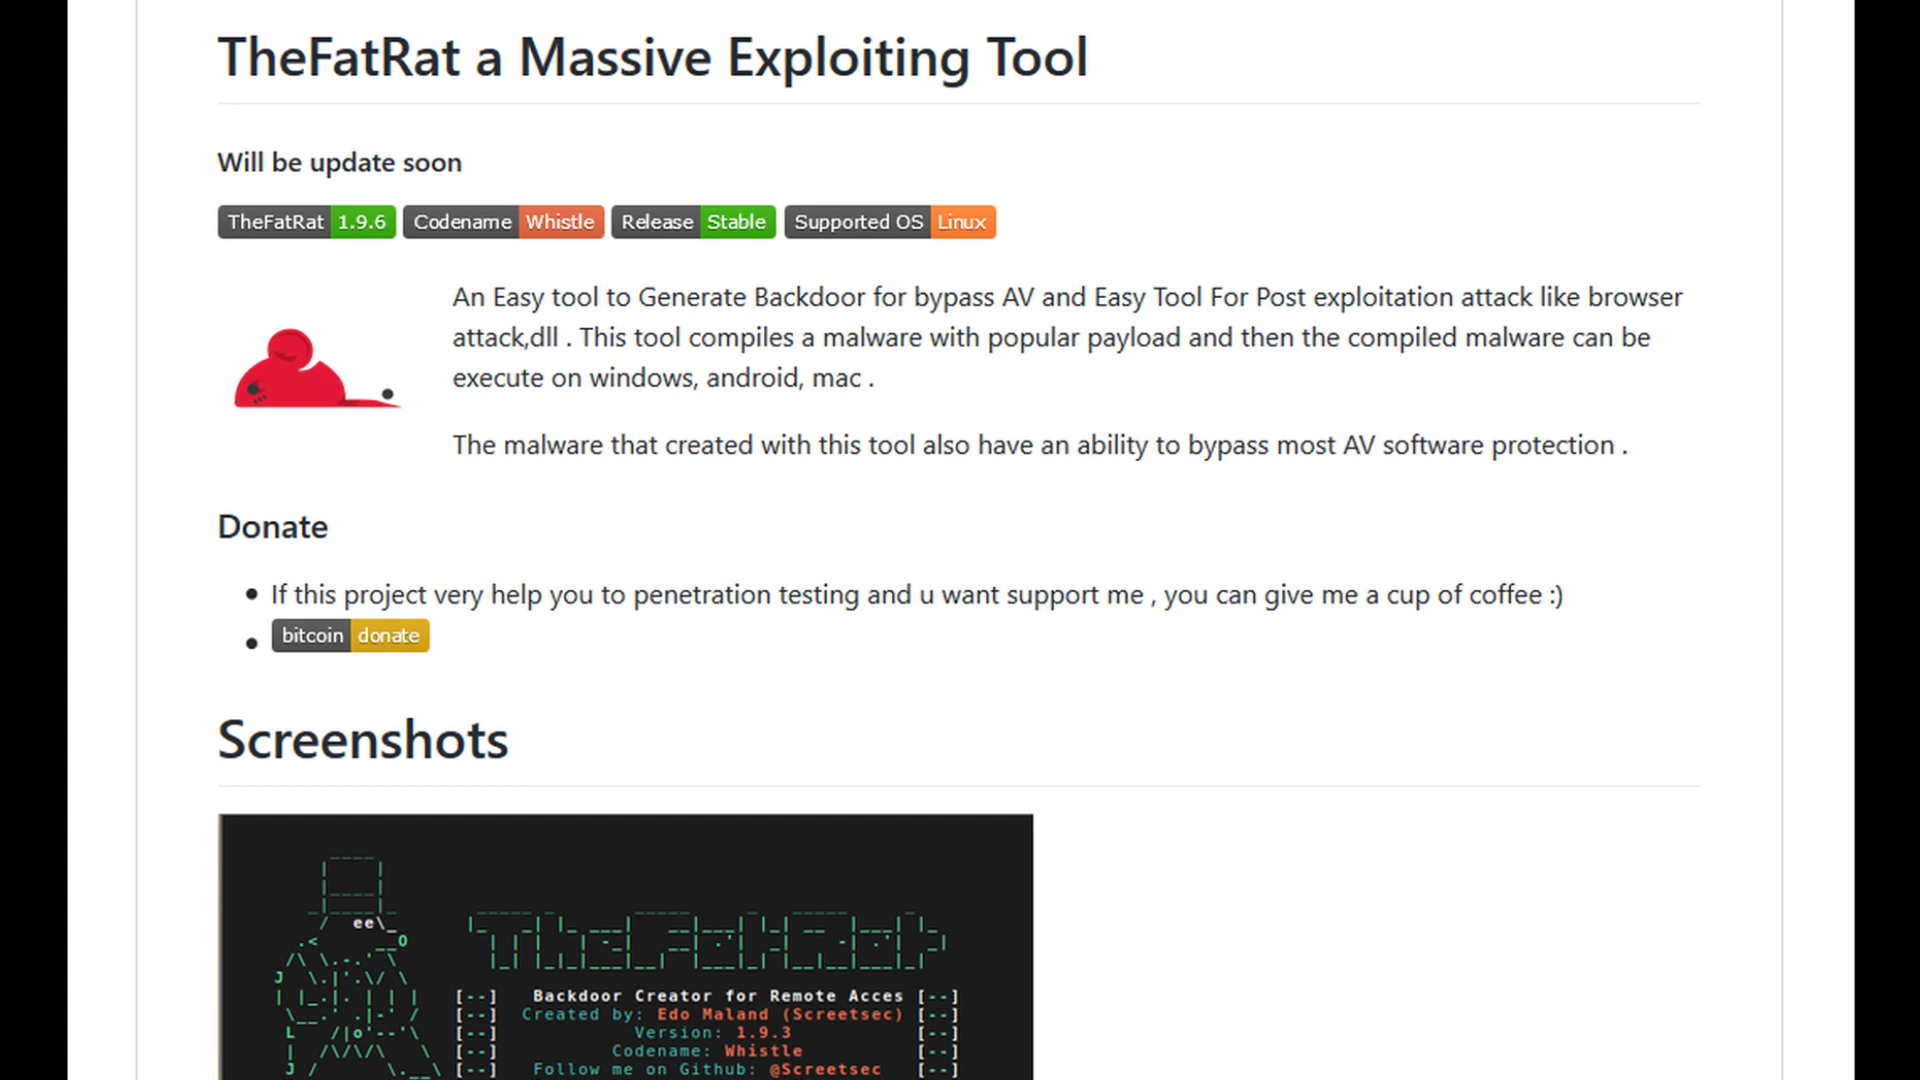 TheFatRat a Massive Exploiting Tool
Will be update soon
TheFatRat 1.9.6 Codename Whistle Release Stable Supported OS Linux
An Easy tool to Generate Backdoor for bypass AV and Easy Tool For Post exploitation attack like browser
attack,dll . This tool compiles a malware with popular payload and then the compiled malware can be
execute on windows, android, mac .
The malware that created with this tool also have an ability to bypass most AV software protection .
Donate
If this project very help you to penetration testing and u want support me , you can give me a cup of coffee :)
bitcoin donate
Screenshots
TheFatRat
[--] Backdoor Creator for Remote Acces [--]
[--] Created by: Edo Maland (Screetsec) [--]
[--] Version: 1.9.3 [--]
[--] Codename: Whistle [--]
[--] Follow me on Github: @Screetsec [--]